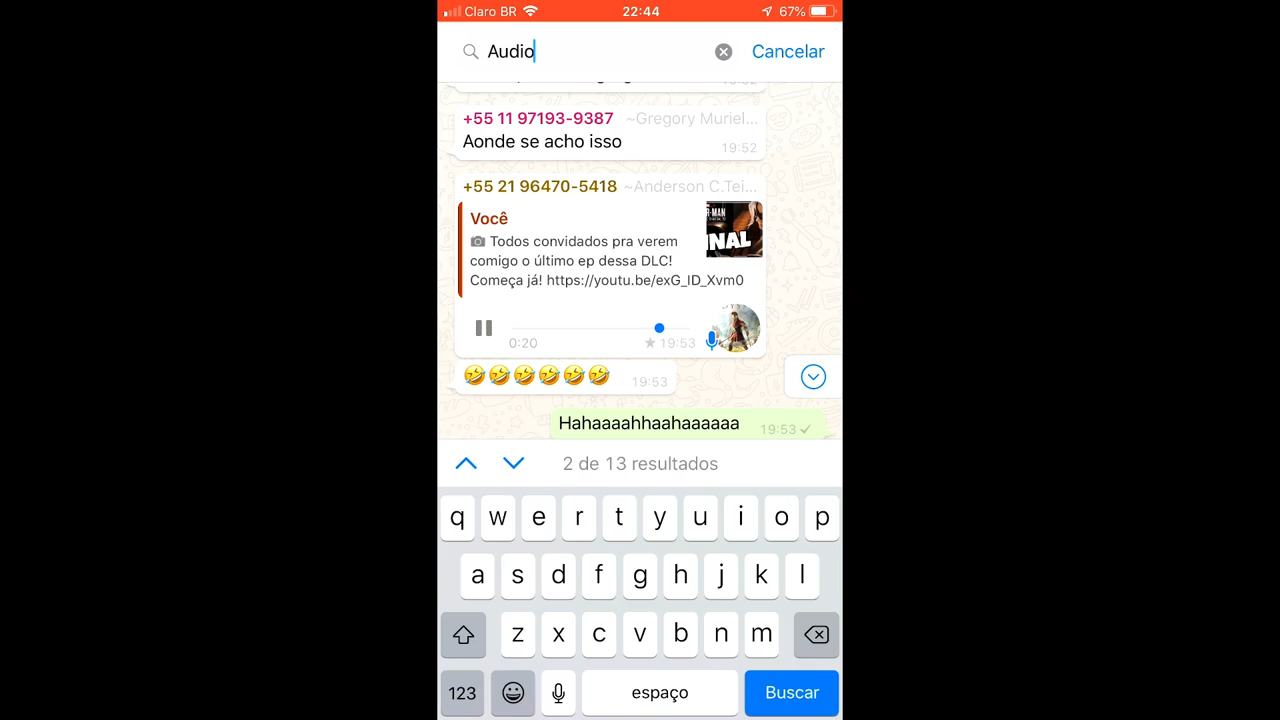 Claro BR 22:44 67%
Audio Cancelar
+55 11 97193-9387 ~Gregory Muriel...
Aonde se acho isso 19:52
+55 21 96470-5418 ~Anderson C.Tei...
Você
Todos convidados pra verem
comigo o último ep dessa DLC!
Começa já! https://youtu.be/exG_ID_Xvm0
R-MAN
NAL
0:20 ★ 19:53
🤣🤣🤣🤣🤣🤣 19:53
Hahaaaahhaahaaaaaa 19:53
2 de 13 resultados
q w e r t y u i o p
a s d f g h j k l
z x c v b n m
123 espaço Buscar